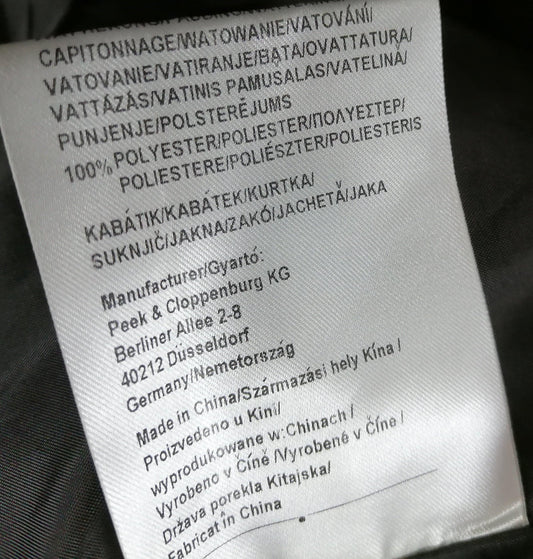 CAPITONNAGE/WATOWANIE/VATOVÁNÍ/
VATOVANIE/VATIRANJE/ВАТА/OVATTATURA/
VATTÁZÁS/VATINIS PAMUSALAS/VATELINĂ/
PUNJENJE/POLSTERĒJUMS
100% POLYESTER/POLIESTER/ПОЛУЕСТЕР/
POLIESTERE/POLIÉSZTER/POLIESTERIS
KABÁTIK/KABÁTEK/KURTKA/
SUKNJIČ/JAKNA/ZAKÓ/JACHETĂ/JAKA
Manufacturer/Gyartó:
Peek & Cloppenburg KG
Berliner Allee 2-8
40212 Düsseldorf
Germany/Nemetország
Made in China/Származási hely Kína /
Proizvedeno u Kini/
wyprodukowane w:Chinach /
Vyrobeno v Číně /Vyrobené v Číne /
Država porekla Kitajska/
Fabricat în China